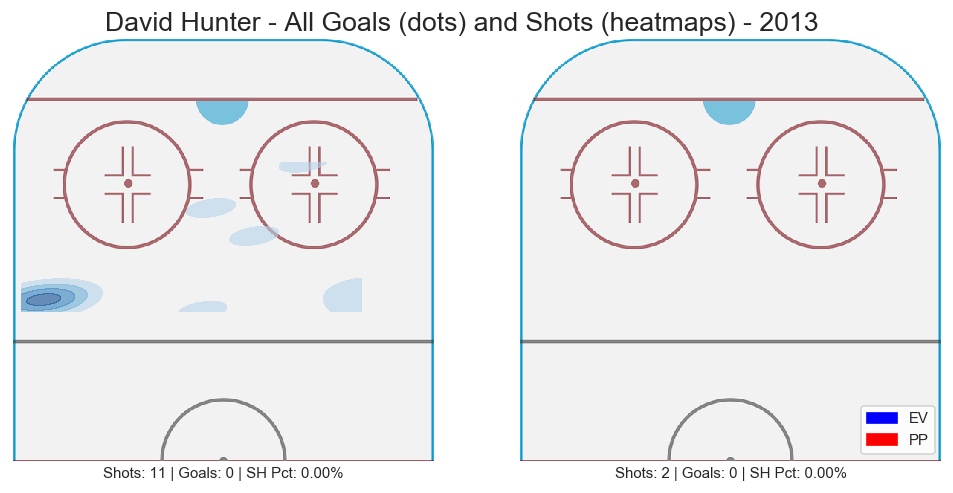 David Hunter - All Goals (dots) and Shots (heatmaps) - 2013
EV
PP
Shots: 11 | Goals: 0 | SH Pct: 0.00%
Shots: 2 | Goals: 0 | SH Pct: 0.00%